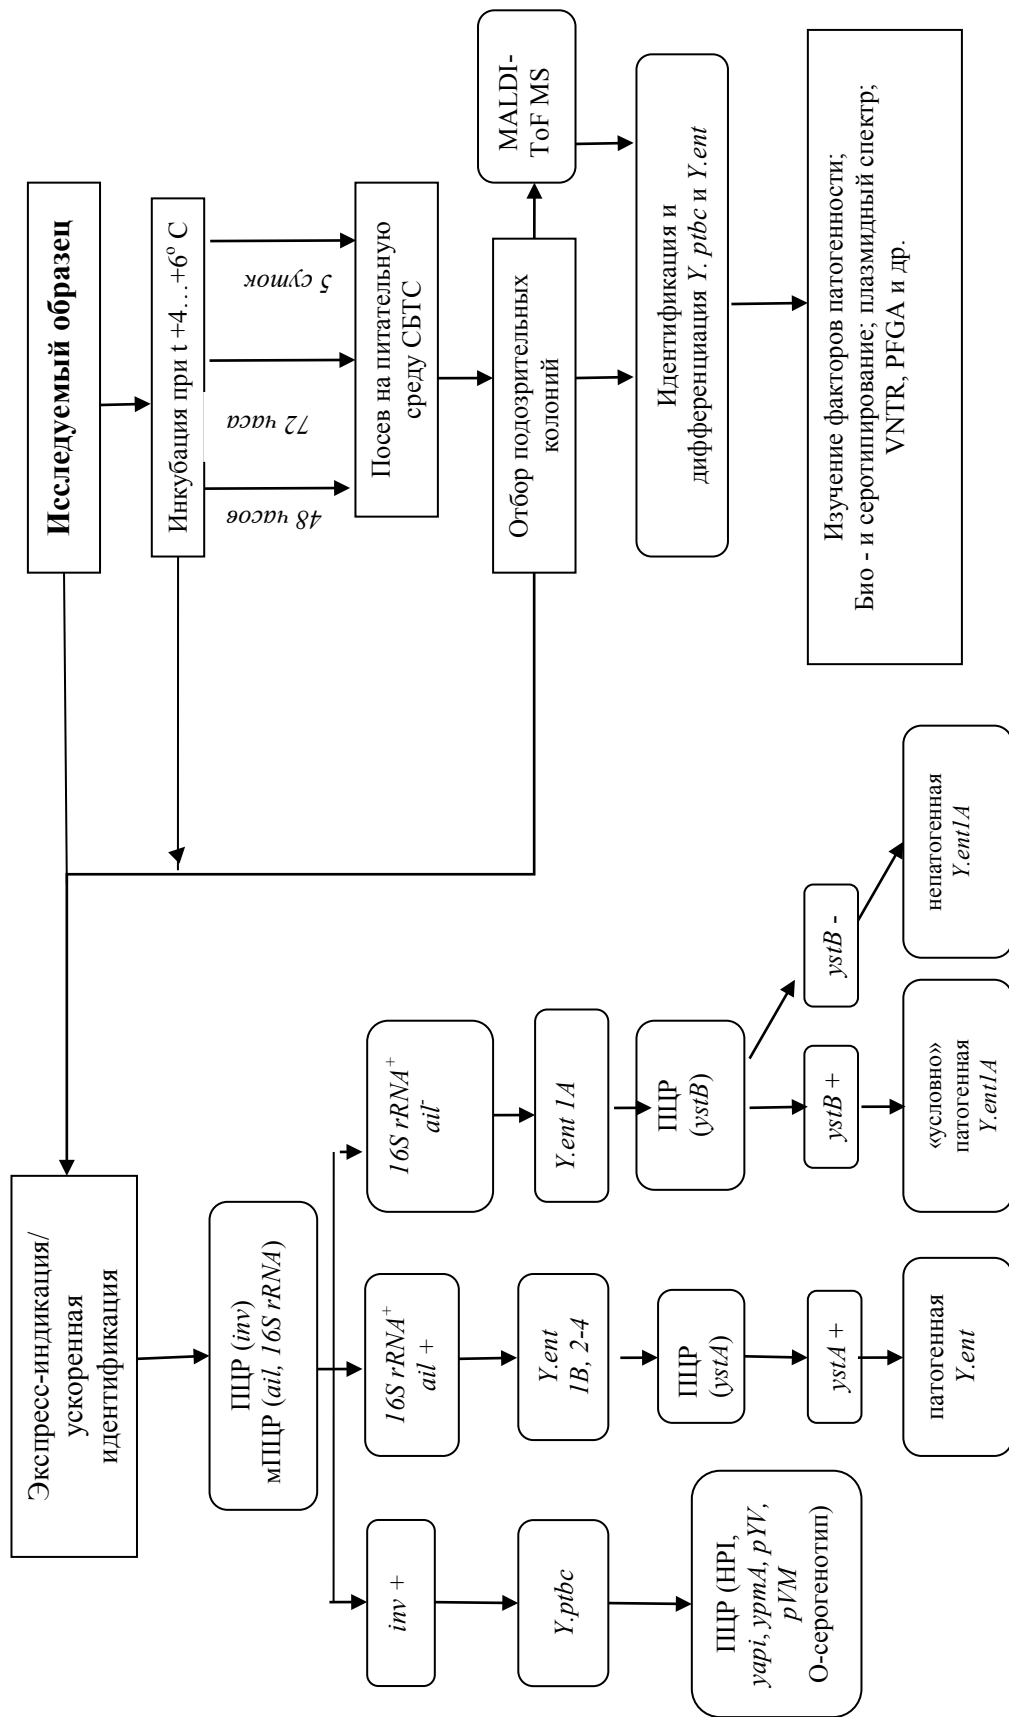 Исследуемый образец
Инкубация при t +4…+6⁰ С
48 часов
72 часа
5 суток
Посев на питательную
среду СБТС
Отбор подозрительных
колоний
MALDI-
ToF MS
Идентификация и
дифференциация Y. ptbc и Y.ent
Изучение факторов патогенности;
Био - и серотипирование; плазмидный спектр;
VNTR, PFGA и др.
Экспресс-индикация/
ускоренная
идентификация
ПЦР (inv)
мПЦР (ail, 16S rRNA)
inv +
Y.ptbc
ПЦР (HPI,
yapi, ypmA, pYV,
pVM
О-серогенотип)
16S rRNA⁺
ail +
Y.ent
1B, 2-4
ПЦР
(ystA)
ystA +
патогенная
Y.ent
16S rRNA⁺
ail⁻
Y.ent 1A
ПЦР
(ystB)
ystB +
«условно»
патогенная
Y.ent1A
ystB -
непатогенная
Y.ent1A